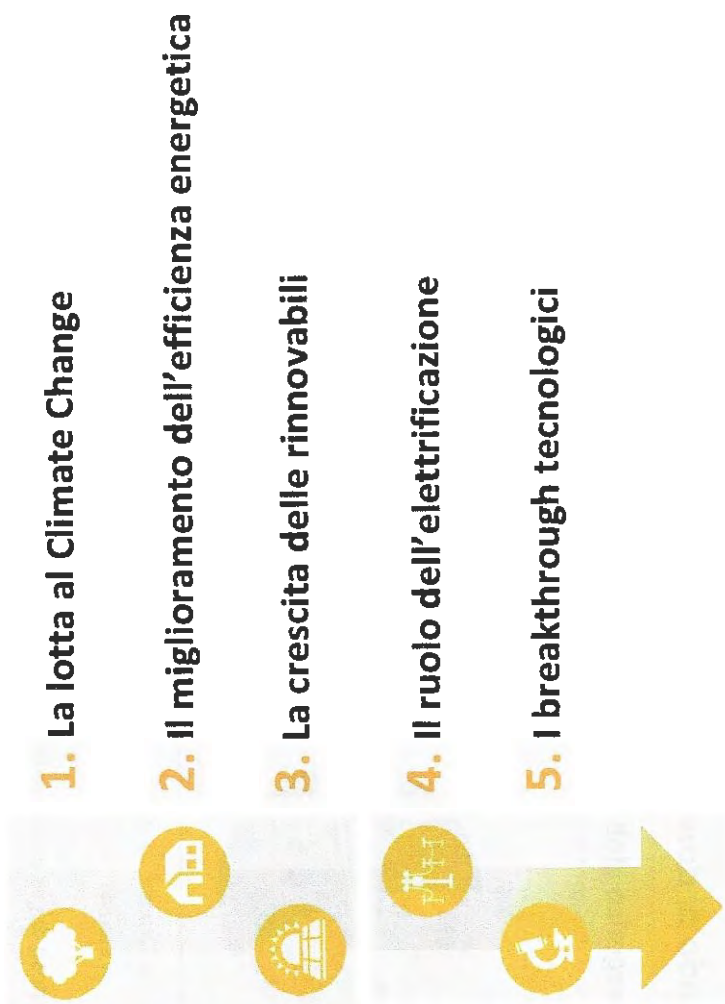 1. La lotta al Climate Change
2. Il miglioramento dell'efficienza energetica
3. La crescita delle rinnovabili
4. Il ruolo dell'elettrificazione
5. I breakthrough tecnologici